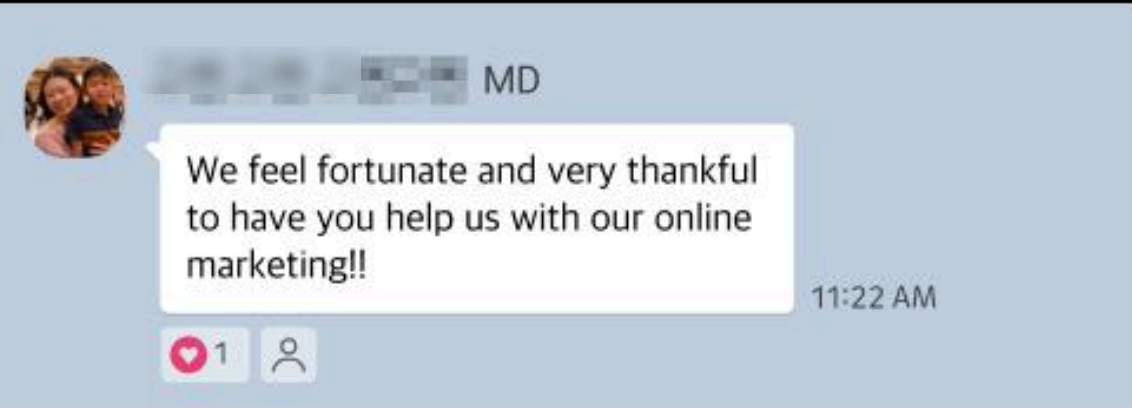 MD
We feel fortunate and very thankful
to have you help us with our online
marketing!!
11:22 AM
1